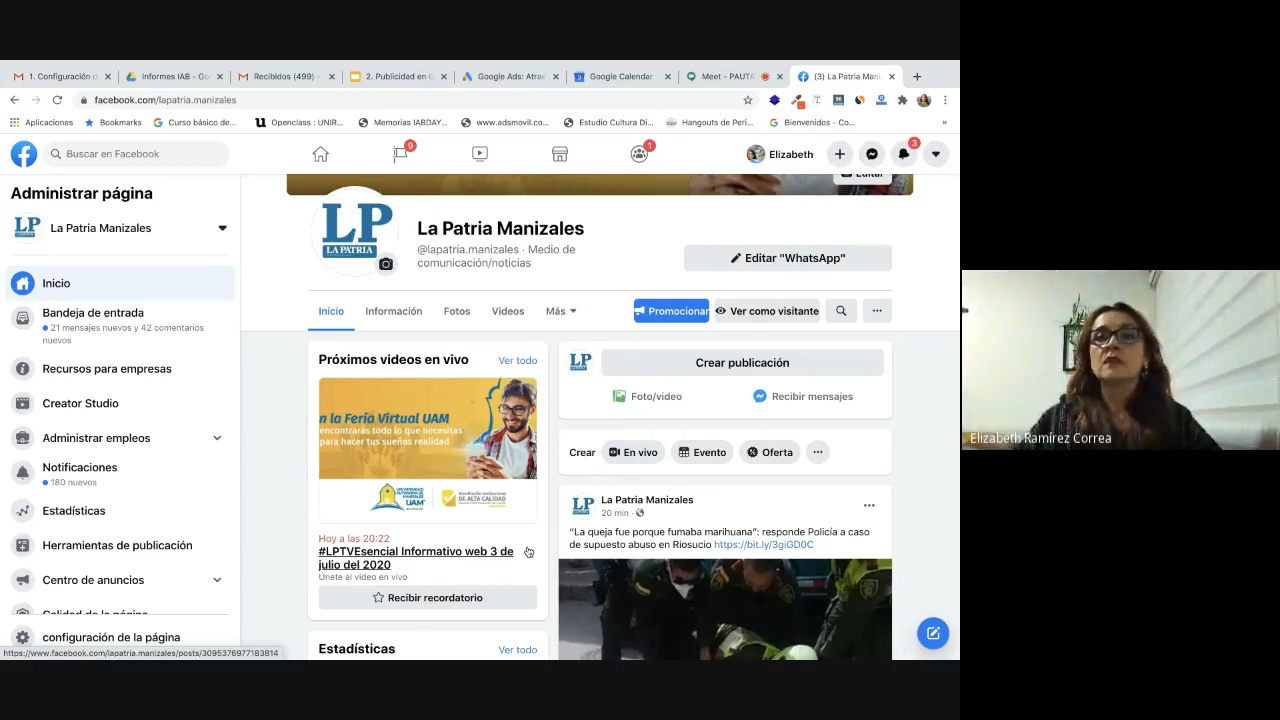 1. Configuración d
Informes IAB - Go
Recibidos (499) -
2. Publicidad en G
Google Ads: Atrae
Google Calendar
Meet - PAUTA
(3) La Patria Mani
facebook.com/lapatria.manizales
Aplicaciones
Bookmarks
Curso básico de...
Openclass : UNIR...
Memorias IABDAY...
www.adsmovil.co...
Estudio Cultura Di...
Hangouts de Peri...
Bienvenidos - Co...
»
Buscar en Facebook
9
1
Elizabeth
3
Administrar página
La Patria Manizales
Inicio
Bandeja de entrada
21 mensajes nuevos y 42 comentarios
nuevos
Recursos para empresas
Creator Studio
Administrar empleos
Notificaciones
180 nuevos
Estadísticas
Herramientas de publicación
Centro de anuncios
Calidad de la página
configuración de la página
https://www.facebook.com/lapatria.manizales/posts/3095376977183814
Editar
LP
LA PATRIA
La Patria Manizales
@lapatria.manizales · Medio de
comunicación/noticias
Editar "WhatsApp"
Inicio
Información
Fotos
Videos
Más
Promocionar
Ver como visitante
Próximos videos en vivo
Ver todo
n la Feria Virtual UAM
encontrarás todo lo que necesitas
para hacer tus sueños realidad
UAM
ACREDITACIÓN INSTITUCIONAL
DE ALTA CALIDAD
Hoy a las 20:22
#LPTVEsencial Informativo web 3 de
julio del 2020
Únete al video en vivo
Recibir recordatorio
Estadísticas
Ver todo
LP
Crear publicación
Foto/video
Recibir mensajes
Crear
En vivo
Evento
Oferta
LP
La Patria Manizales
20 min ·
“La queja fue porque fumaba marihuana”: responde Policía a caso
de supuesto abuso en Riosucio https://bit.ly/3giGD0C
Elizabeth Ramírez Correa